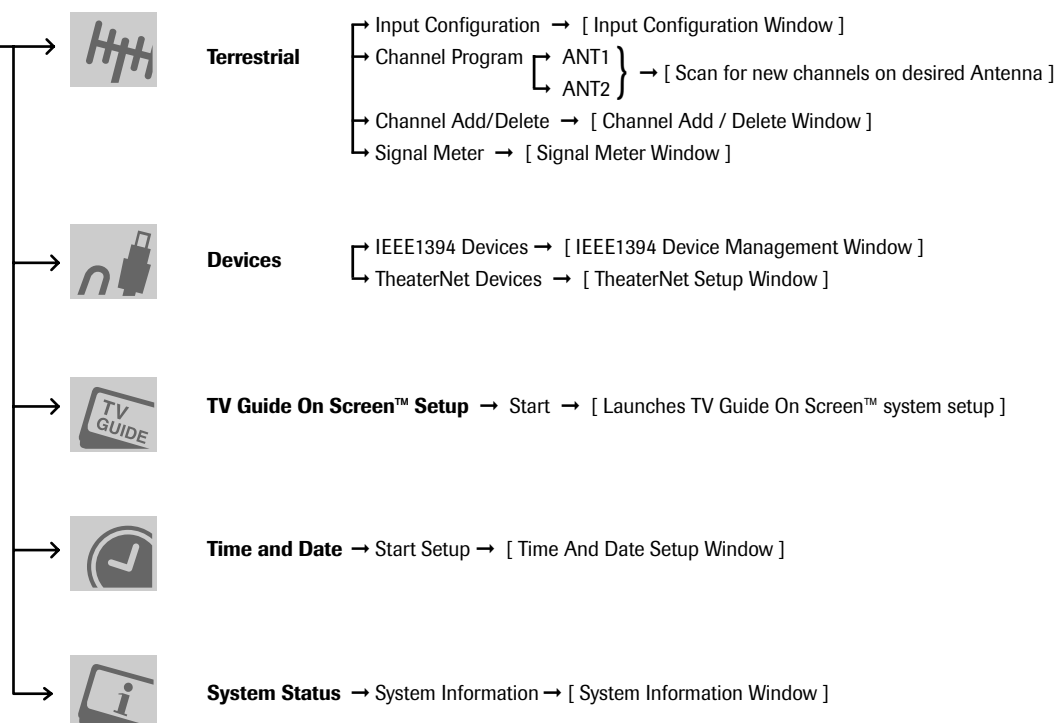 Input Configuration → [ Input Configuration Window ]
Terrestrial → Channel Program → ANT1 } → [ Scan for new channels on desired Antenna ]
→ ANT2
Channel Add/Delete → [ Channel Add / Delete Window ]
Signal Meter → [ Signal Meter Window ]
Devices
IEEE1394 Devices → [ IEEE1394 Device Management Window ]
TheaterNet Devices → [ TheaterNet Setup Window ]
TV
GUIDE
TV Guide On Screen™ Setup → Start → [ Launches TV Guide On Screen™ system setup ]
Time and Date → Start Setup → [ Time And Date Setup Window ]
i
System Status → System Information → [ System Information Window ]